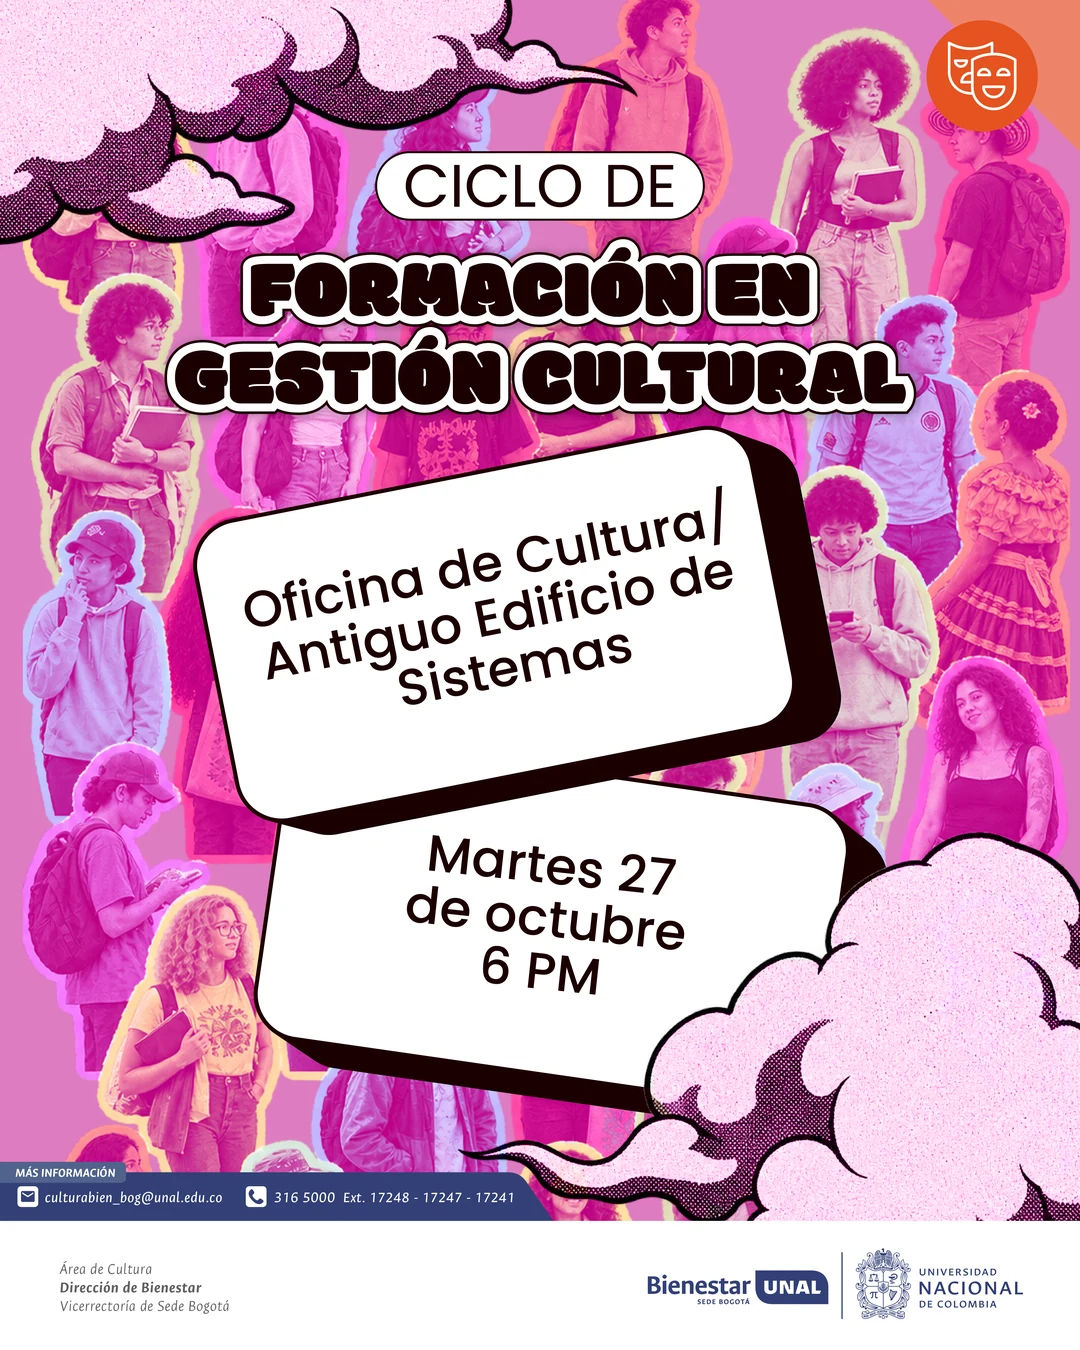 CICLO DE
FORMACIÓN EN
GESTIÓN CULTURAL
Oficina de Cultura/
Antiguo Edificio de
Sistemas
Martes 27
de octubre
6 PM
MÁS INFORMACIÓN
culturabien_bog@unal.edu.co
316 5000 Ext. 17248 - 17247 - 17241
Área de Cultura
Dirección de Bienestar
Vicerrectoría de Sede Bogotá
Bienestar UNAL
SEDE BOGOTÁ
UNIVERSIDAD
NACIONAL
DE COLOMBIA